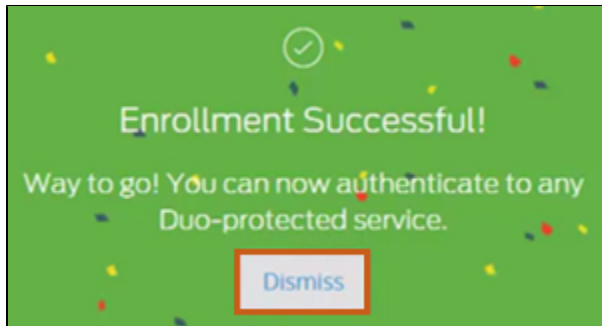 Enrollment Successful!
Way to go! You can now authenticate to any
Duo-protected service.
Dismiss